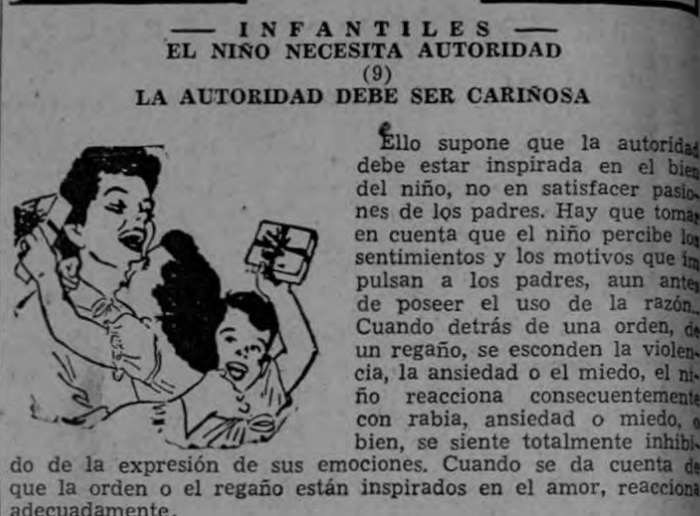 — INFANTILES —
EL NIÑO NECESITA AUTORIDAD
(9)
LA AUTORIDAD DEBE SER CARIÑOSA
Ello supone que la autoridad
debe estar inspirada en el bien
del niño, no en satisfacer pasio-
nes de los padres. Hay que tomar
en cuenta que el niño percibe los
sentimientos y los motivos que im
pulsan a los padres, aun antes
de poseer el uso de la razón.
Cuando detrás de una orden, de
un regaño, se esconden la violen-
cia, la ansiedad o el miedo, el ni-
ño reacciona consecuentemente
con rabia, ansiedad o miedo, o
bien, se siente totalmente inhibi-
do de la expresión de sus emociones. Cuando se da cuenta de
que la orden o el regaño están inspirados en el amor, reacciona
adecuadamente.